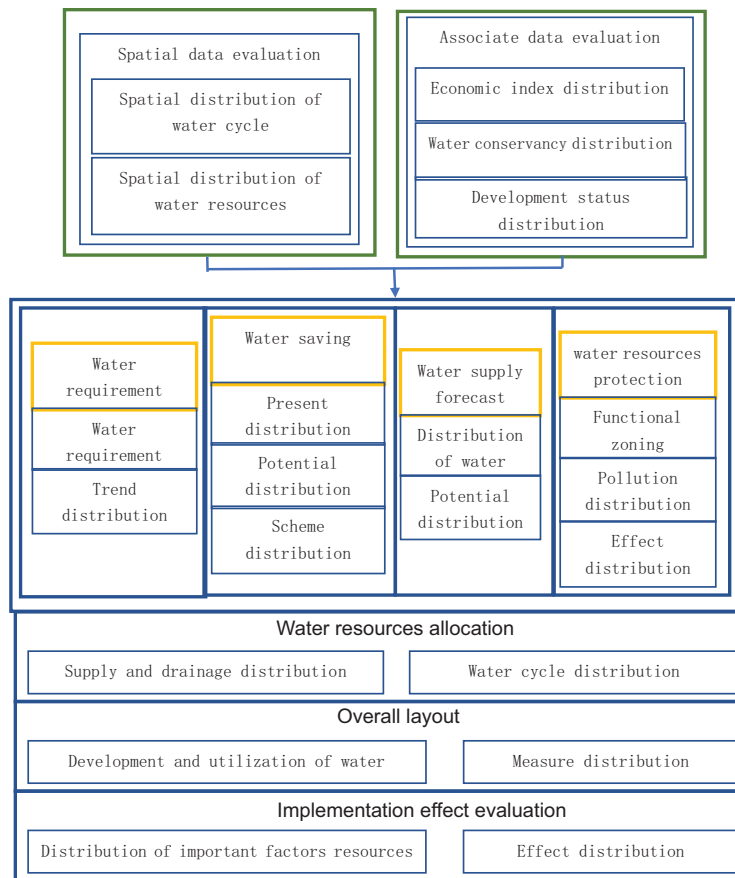 Spatial data evaluation
Spatial distribution of
water cycle
Spatial distribution of
water resources
Associate data evaluation
Economic index distribution
Water conservancy distribution
Development status
distribution
Water
requirement
Water
requirement
Trend
distribution
Water saving
Present
distribution
Potential
distribution
Scheme
distribution
Water supply
forecast
Distribution
of water
Potential
distribution
water resources
protection
Functional
zoning
Pollution
distribution
Effect
distribution
Water resources allocation
Supply and drainage distribution
Water cycle distribution
Overall layout
Development and utilization of water
Measure distribution
Implementation effect evaluation
Distribution of important factors resources
Effect distribution